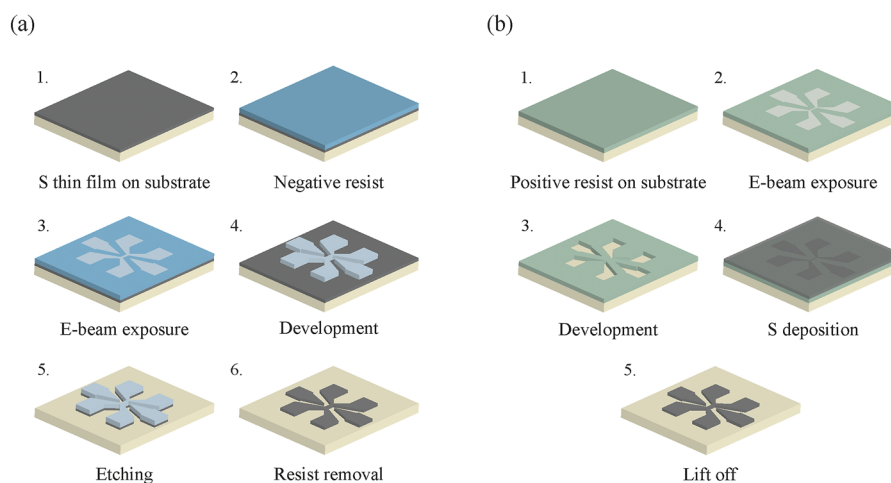 (a)
(b)
1.
2.
S thin film on substrate
Negative resist
3.
4.
E-beam exposure
Development
5.
6.
Etching
Resist removal
1.
2.
Positive resist on substrate
E-beam exposure
3.
4.
Development
S deposition
5.
Lift off